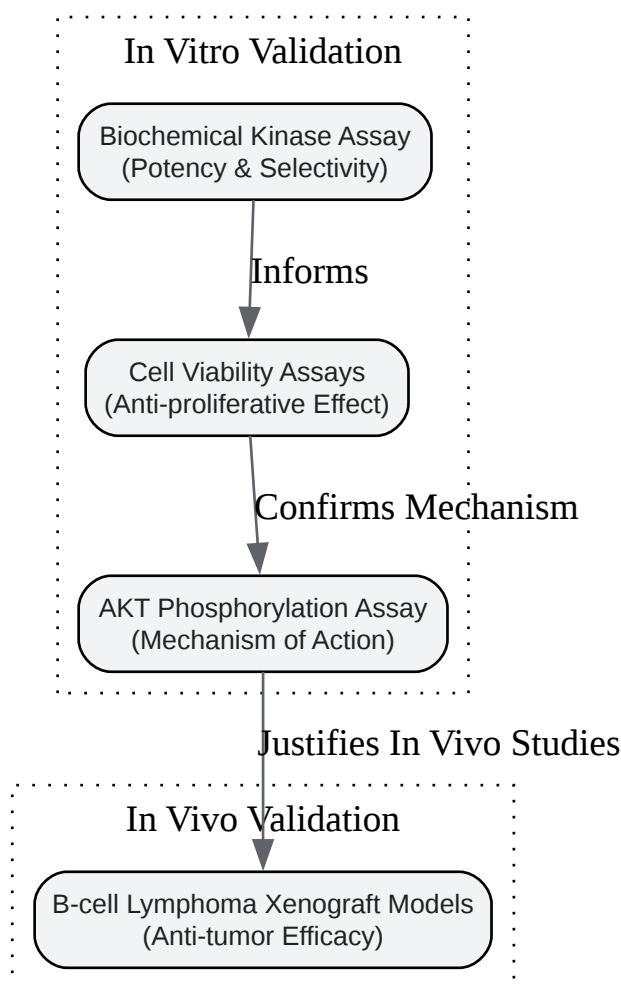 In Vitro Validation
Biochemical Kinase Assay
(Potency & Selectivity)
Informs
Cell Viability Assays
(Anti-proliferative Effect)
Confirms Mechanism
AKT Phosphorylation Assay
(Mechanism of Action)
Justifies In Vivo Studies
In Vivo Validation
B-cell Lymphoma Xenograft Models
(Anti-tumor Efficacy)